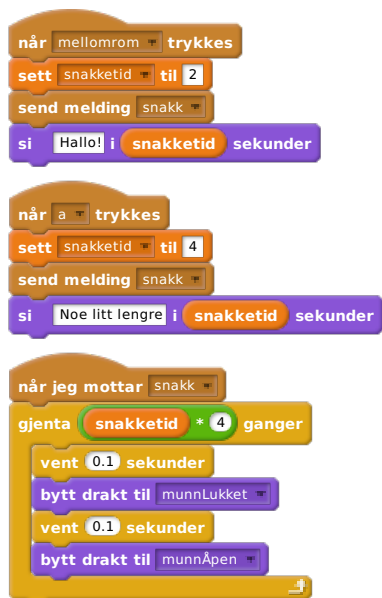 når mellomrom trykkes
sett snakketid til 2
send melding snakk
si Hallo! i snakketid sekunder
når a trykkes
sett snakketid til 4
send melding snakk
si Noe litt lengre i snakketid sekunder
når jeg mottar snakk
gjenta snakketid * 4 ganger
vent 0.1 sekunder
bytt drakt til munnLukket
vent 0.1 sekunder
bytt drakt til munnÅpen